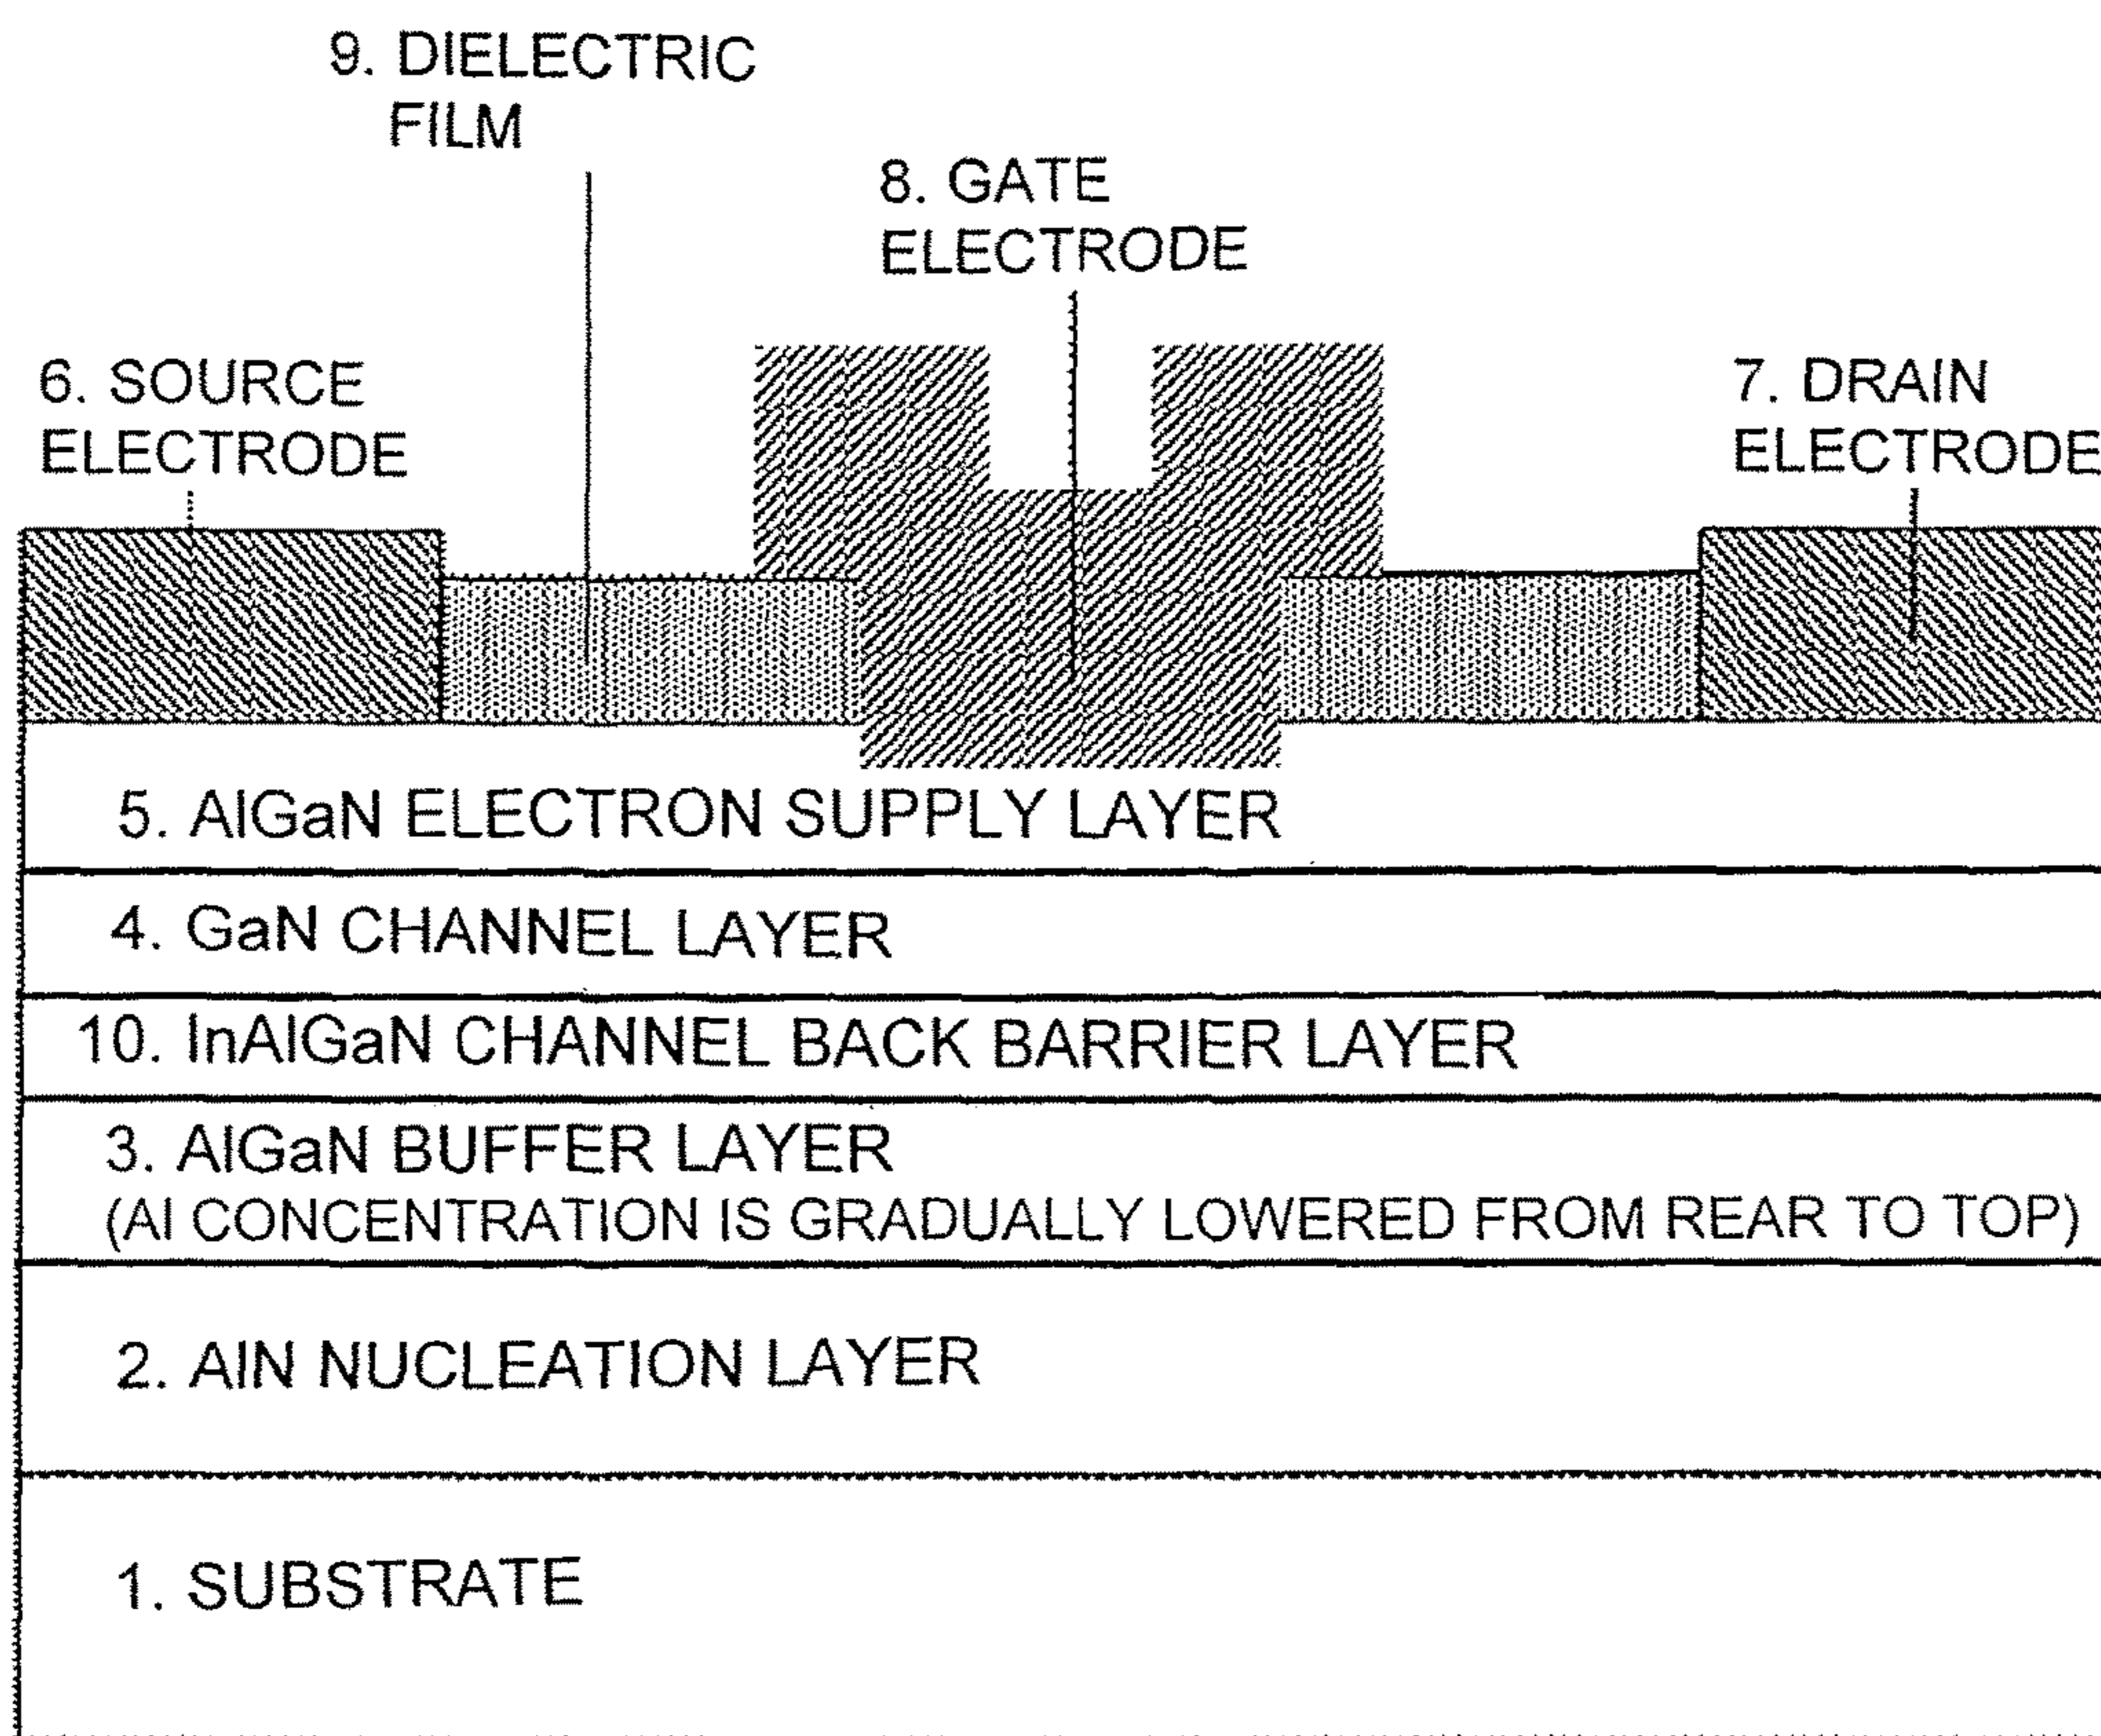 9. DIELECTRIC
FILM
8. GATE
ELECTRODE
6. SOURCE
ELECTRODE
7. DRAIN
ELECTRODE
5. AlGaN ELECTRON SUPPLY LAYER
4. GaN CHANNEL LAYER
10. InAlGaN CHANNEL BACK BARRIER LAYER
3. AlGaN BUFFER LAYER
(Al CONCENTRATION IS GRADUALLY LOWERED FROM REAR TO TOP)
2. AlN NUCLEATION LAYER
1. SUBSTRATE